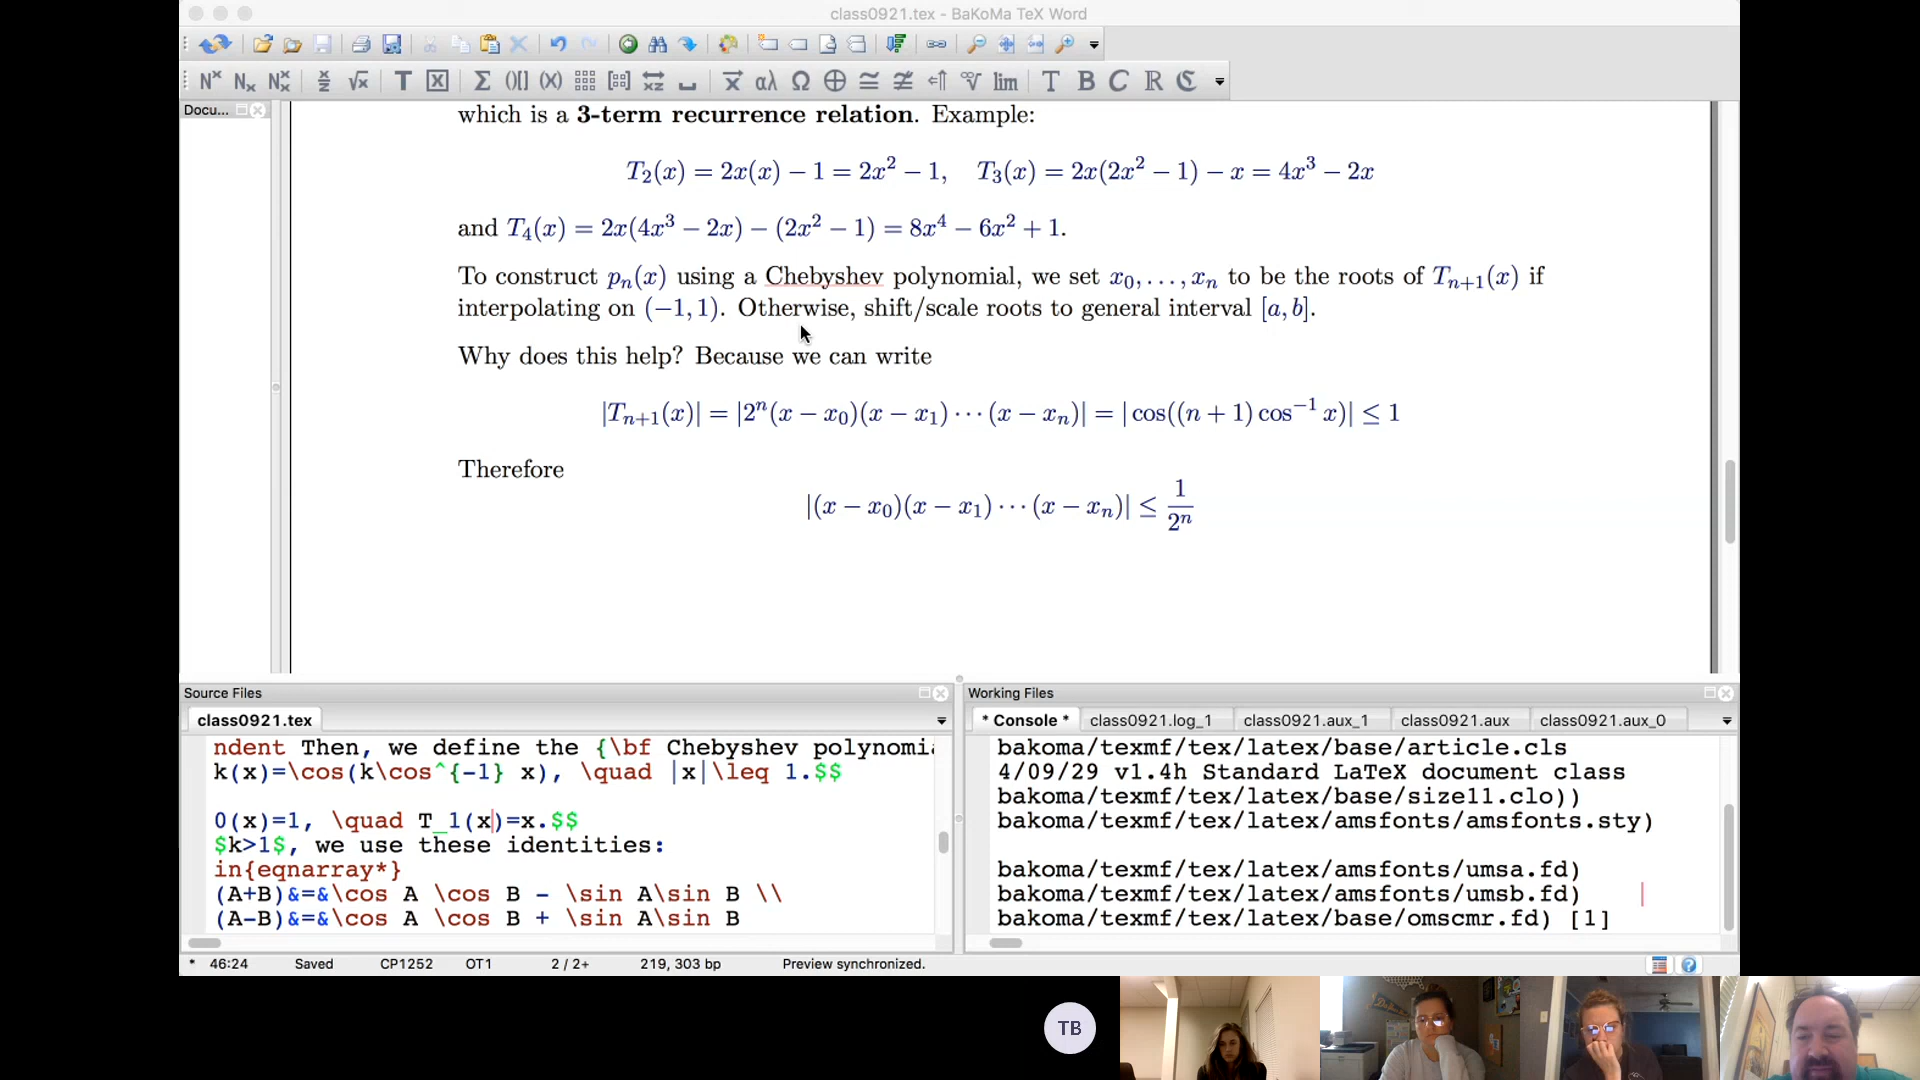 class0921.tex - BaKoMa TeX Word
Docu...
which is a 3-term recurrence relation. Example:
T₂(x) = 2x(x) − 1 = 2x² − 1,  T₃(x) = 2x(2x² − 1) − x = 4x³ − 2x
and T₄(x) = 2x(4x³ − 2x) − (2x² − 1) = 8x⁴ − 6x² + 1.
To construct pₙ(x) using a Chebyshev polynomial, we set x₀, . . . , xₙ to be the roots of Tₙ₊₁(x) if
interpolating on (−1, 1). Otherwise, shift/scale roots to general interval [a, b].
Why does this help? Because we can write
|Tₙ₊₁(x)| = |2ⁿ(x − x₀)(x − x₁) · · · (x − xₙ)| = | cos((n + 1) cos⁻¹ x)| ≤ 1
Therefore
|(x − x₀)(x − x₁) · · · (x − xₙ)| ≤ 1/2ⁿ
Source Files
class0921.tex
ndent Then, we define the {\bf Chebyshev polynomia
k(x)=\cos(k\cos^{-1} x), \quad |x|\leq 1.$$
0(x)=1, \quad T_1(x)=x.$$
$k>1$, we use these identities:
in{eqnarray*}
(A+B)&=&\cos A \cos B - \sin A\sin B \\
(A-B)&=&\cos A \cos B + \sin A\sin B
Working Files
* Console * class0921.log_1 class0921.aux_1 class0921.aux class0921.aux_0
bakoma/texmf/tex/latex/base/article.cls
4/09/29 v1.4h Standard LaTeX document class
bakoma/texmf/tex/latex/base/size11.clo))
bakoma/texmf/tex/latex/amsfonts/amsfonts.sty)
bakoma/texmf/tex/latex/amsfonts/umsa.fd)
bakoma/texmf/tex/latex/amsfonts/umsb.fd)
bakoma/texmf/tex/latex/base/omscmr.fd) [1]
* 46:24 Saved CP1252 OT1 2 / 2+ 219, 303 bp Preview synchronized.
TB